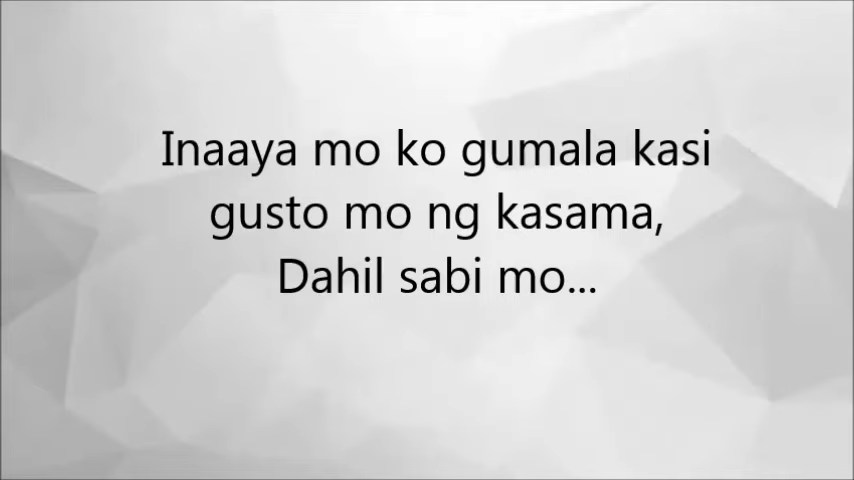 Inaaya mo ko gumala kasi
gusto mo ng kasama,
Dahil sabi mo...